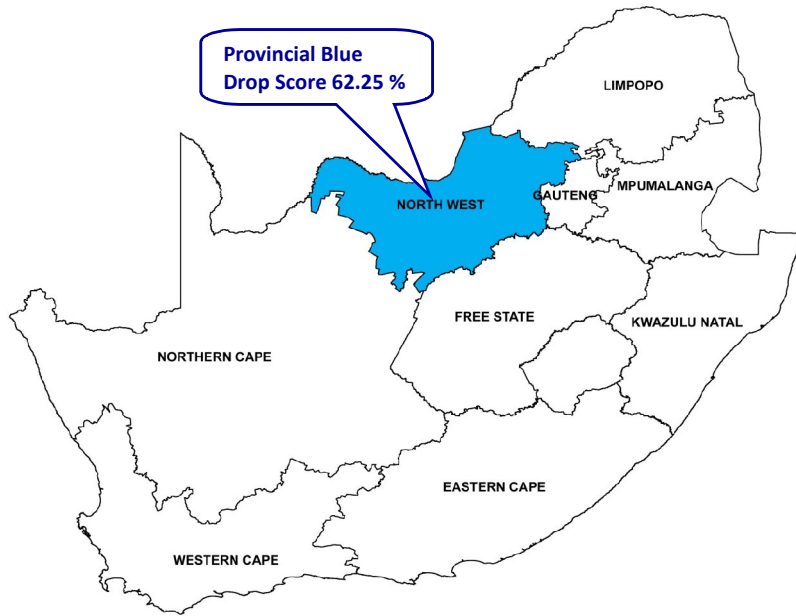 Provincial Blue
Drop Score 62.25 %
LIMPOPO
MPUMALANGA
GAUTENG
NORTH WEST
FREE STATE
KWAZULU NATAL
NORTHERN CAPE
EASTERN CAPE
WESTERN CAPE